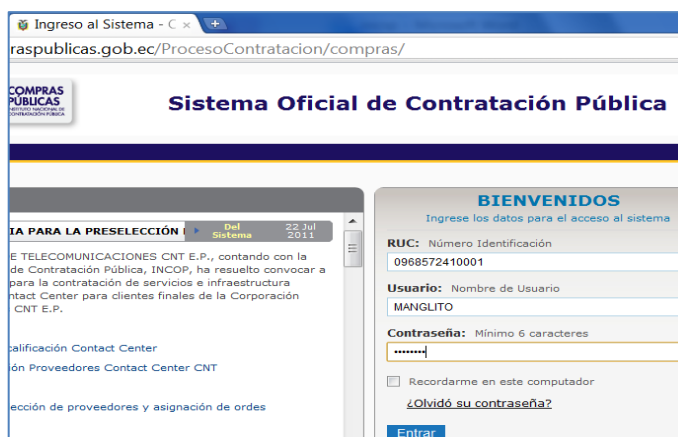 Ingreso al Sistema - C
raspublicas.gob.ec/ProcesoContratacion/compras/
COMPRAS
PÚBLICAS
Sistema Oficial de Contratación Pública
IA PARA LA PRESELECCIÓN
Del Sistema
22 Jul 2011
E TELECOMUNICACIONES CNT E.P., contando con la
de Contratación Pública, INCOP, ha resuelto convocar a
para la contratación de servicios e infraestructura
ntact Center para clientes finales de la Corporación
CNT E.P.
calificación Contact Center
ión Proveedores Contact Center CNT
ección de proveedores y asignación de ordes
BIENVENIDOS
Ingrese los datos para el acceso al sistema
RUC: Número Identificación
0968572410001
Usuario: Nombre de Usuario
MANGLITO
Contraseña: Mínimo 6 caracteres
••••••••
Recordarme en este computador
¿Olvidó su contraseña?
Entrar